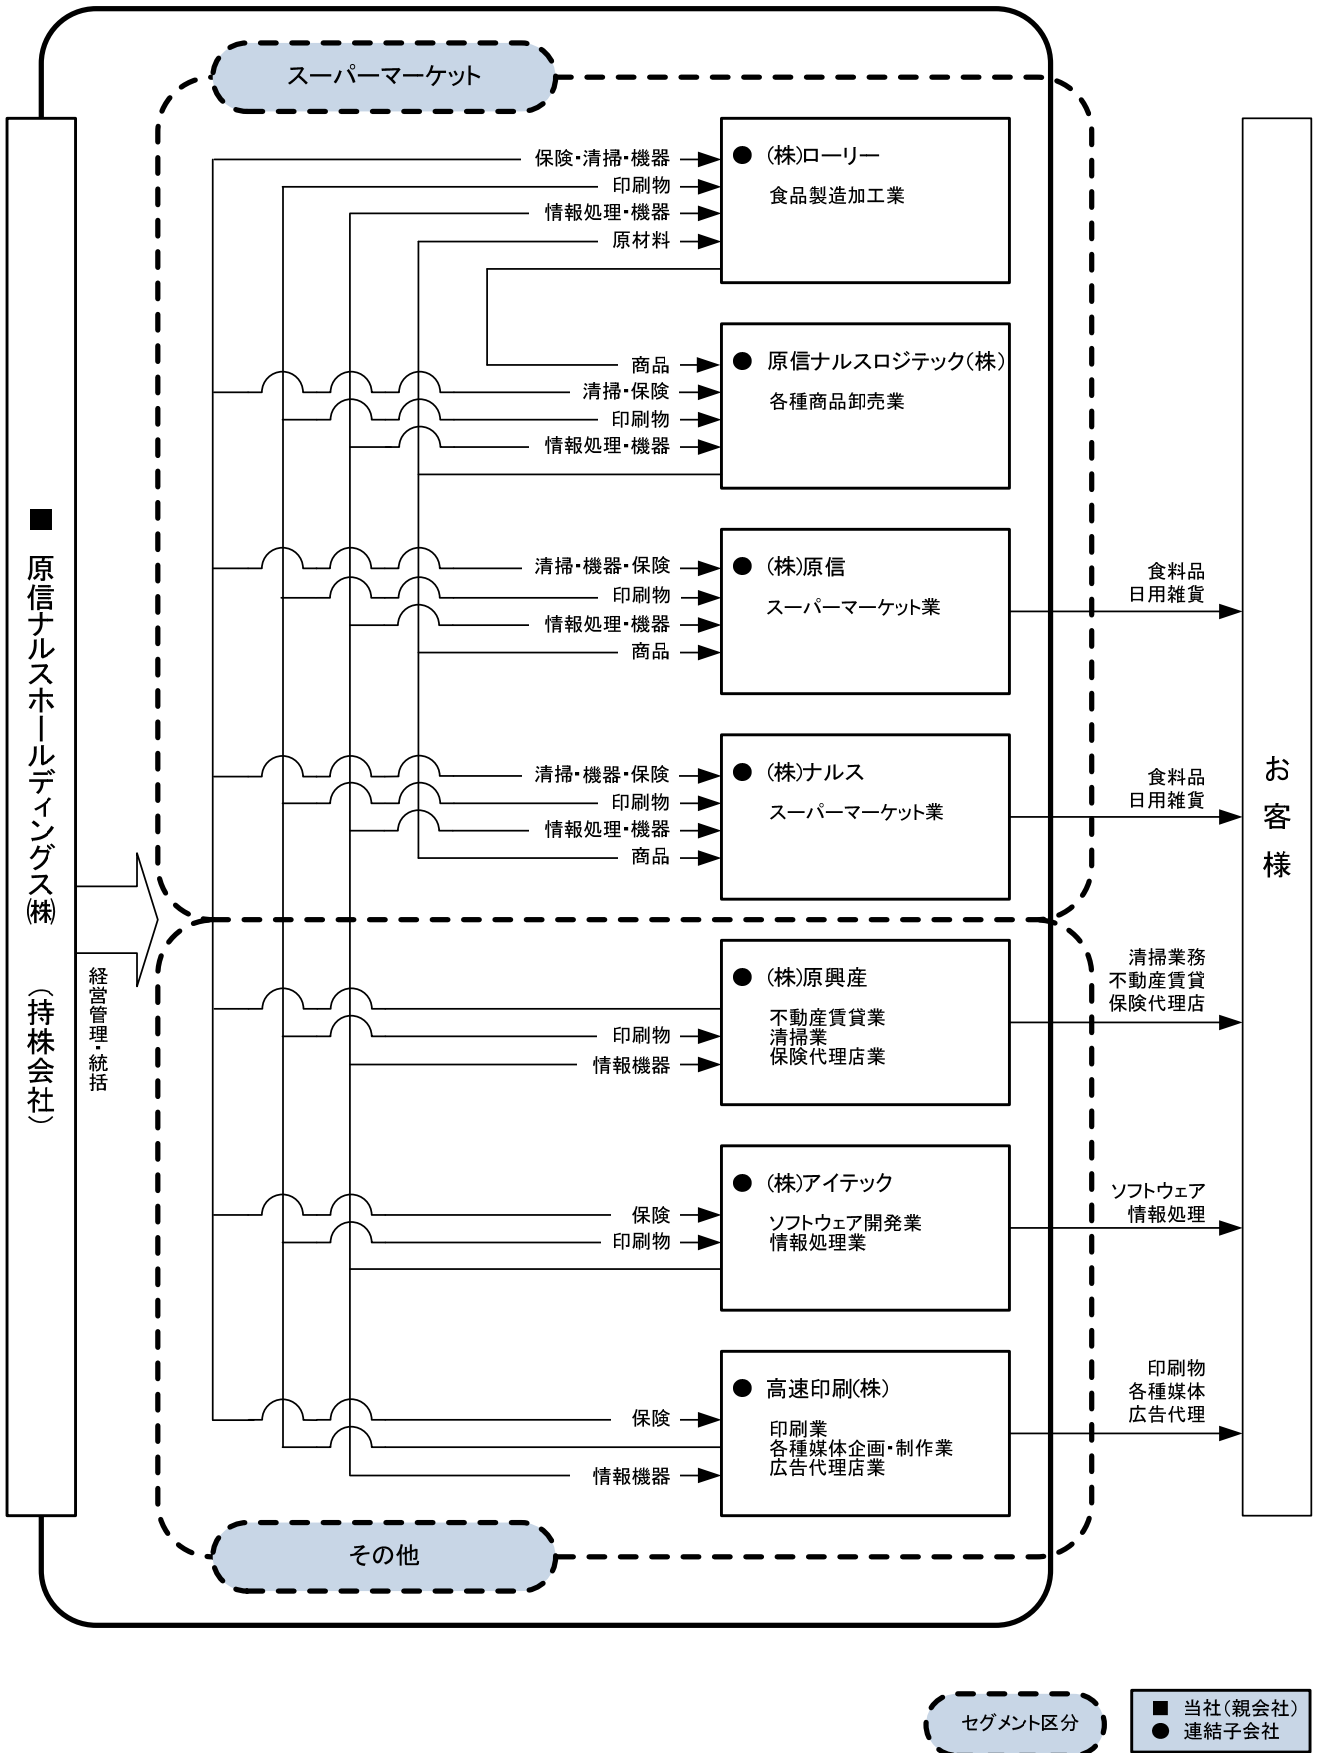 スーパーマーケット
■ 原信ナルスホールディングス㈱ （持株会社）
経営管理・統括
保険・清掃・機器
印刷物
情報処理・機器
原材料
● (株)ローリー
食品製造加工業
商品
清掃・保険
印刷物
情報処理・機器
● 原信ナルスロジテック(株)
各種商品卸売業
清掃・機器・保険
印刷物
情報処理・機器
商品
● (株)原信
スーパーマーケット業
食料品
日用雑貨
清掃・機器・保険
印刷物
情報処理・機器
商品
● (株)ナルス
スーパーマーケット業
食料品
日用雑貨
お客様
印刷物
情報機器
● (株)原興産
不動産賃貸業
清掃業
保険代理店業
清掃業務
不動産賃貸
保険代理店
保険
印刷物
● (株)アイテック
ソフトウェア開発業
情報処理業
ソフトウェア
情報処理
保険
情報機器
● 高速印刷(株)
印刷業
各種媒体企画・制作業
広告代理店業
印刷物
各種媒体
広告代理
その他
セグメント区分
■ 当社(親会社)
● 連結子会社